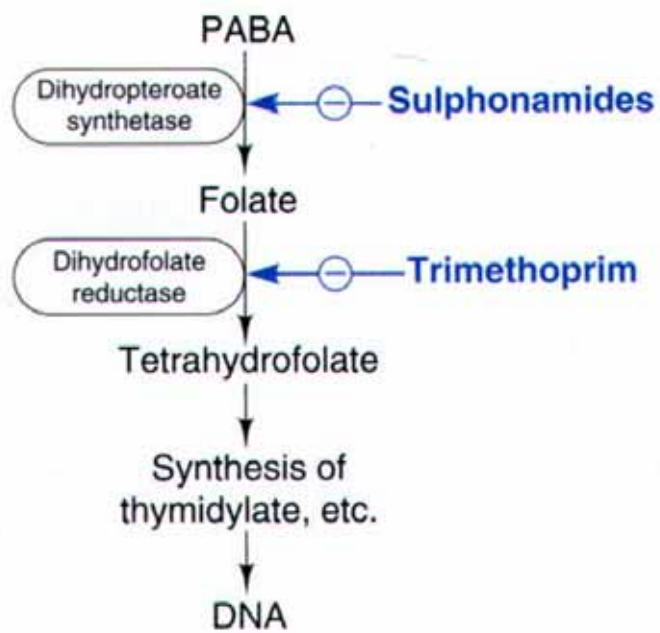 PABA
Dihydropteroate
synthetase
Sulphonamides
Folate
Dihydrofolate
reductase
Trimethoprim
Tetrahydrofolate
Synthesis of
thymidylate, etc.
DNA